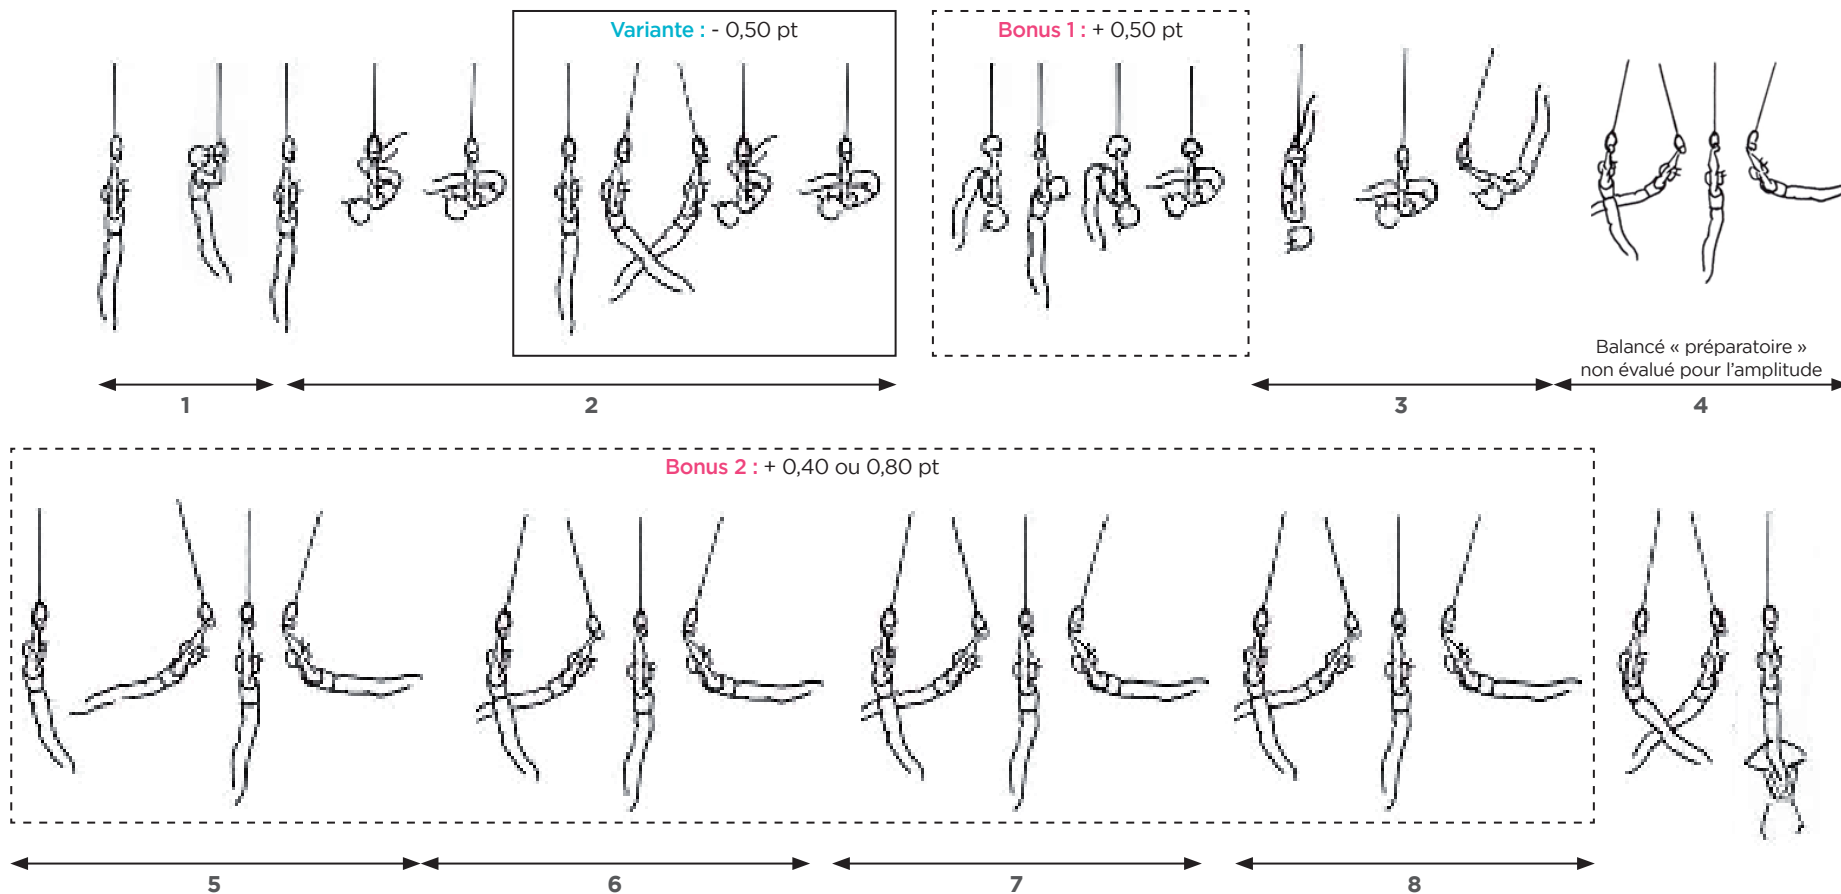 Variante : - 0,50 pt
Bonus 1 : + 0,50 pt
Balancé « préparatoire »
non évalué pour l'amplitude
1
2
3
4
Bonus 2 : + 0,40 ou 0,80 pt
5
6
7
8